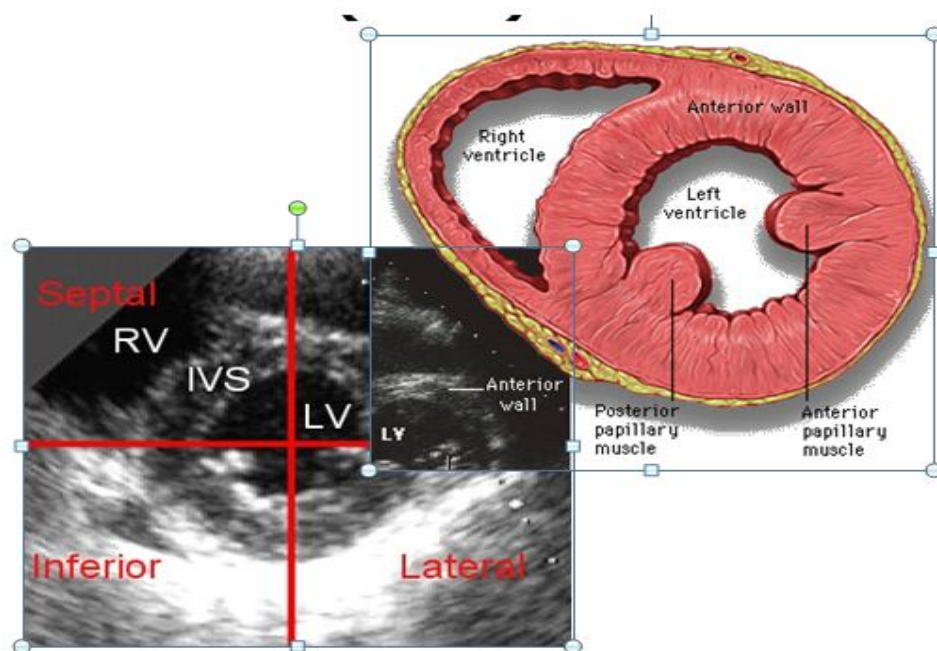 Anterior wall
Right
ventricle
Left
ventricle
Septal
RV
IVS
LV
Anterior
wall
LV
Posterior
papillary
muscle
Anterior
papillary
muscle
Inferior
Lateral